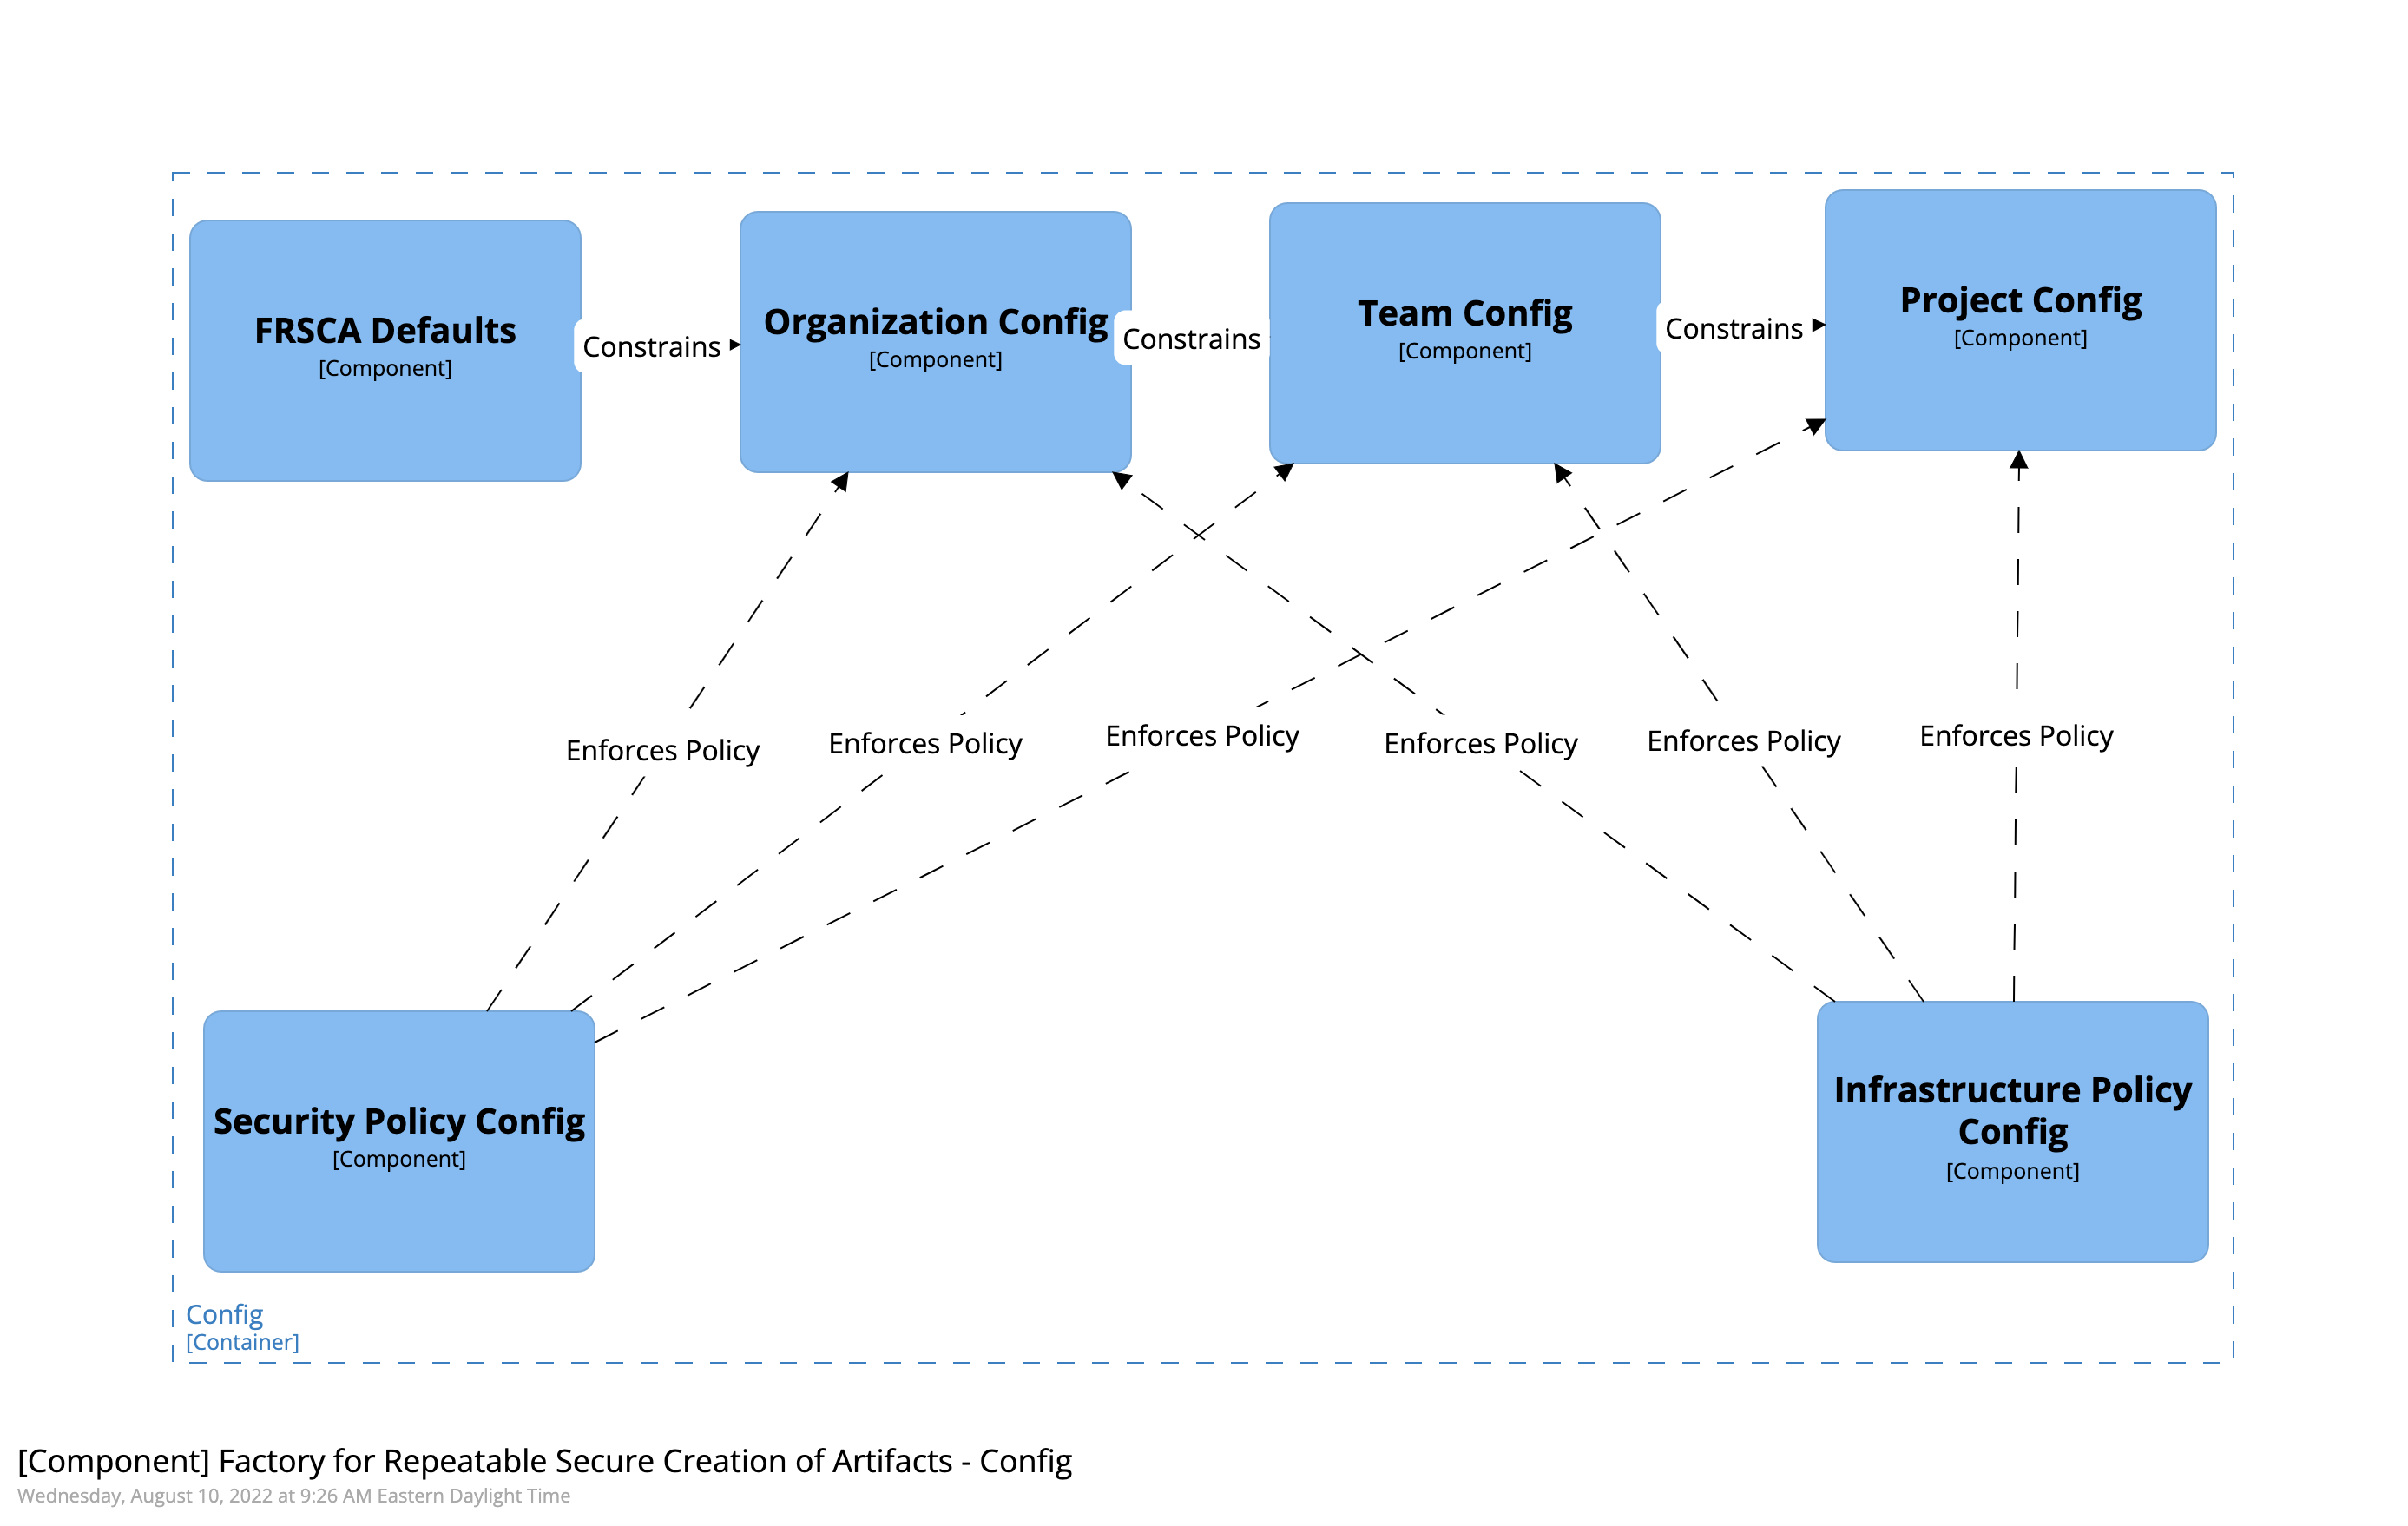 FRSCA Defaults
[Component]
Constrains
Organization Config
[Component]
Constrains
Team Config
[Component]
Constrains
Project Config
[Component]
Enforces Policy
Enforces Policy
Enforces Policy
Enforces Policy
Enforces Policy
Enforces Policy
Security Policy Config
[Component]
Infrastructure Policy
Config
[Component]
Config
[Container]
[Component] Factory for Repeatable Secure Creation of Artifacts - Config
Wednesday, August 10, 2022 at 9:26 AM Eastern Daylight Time